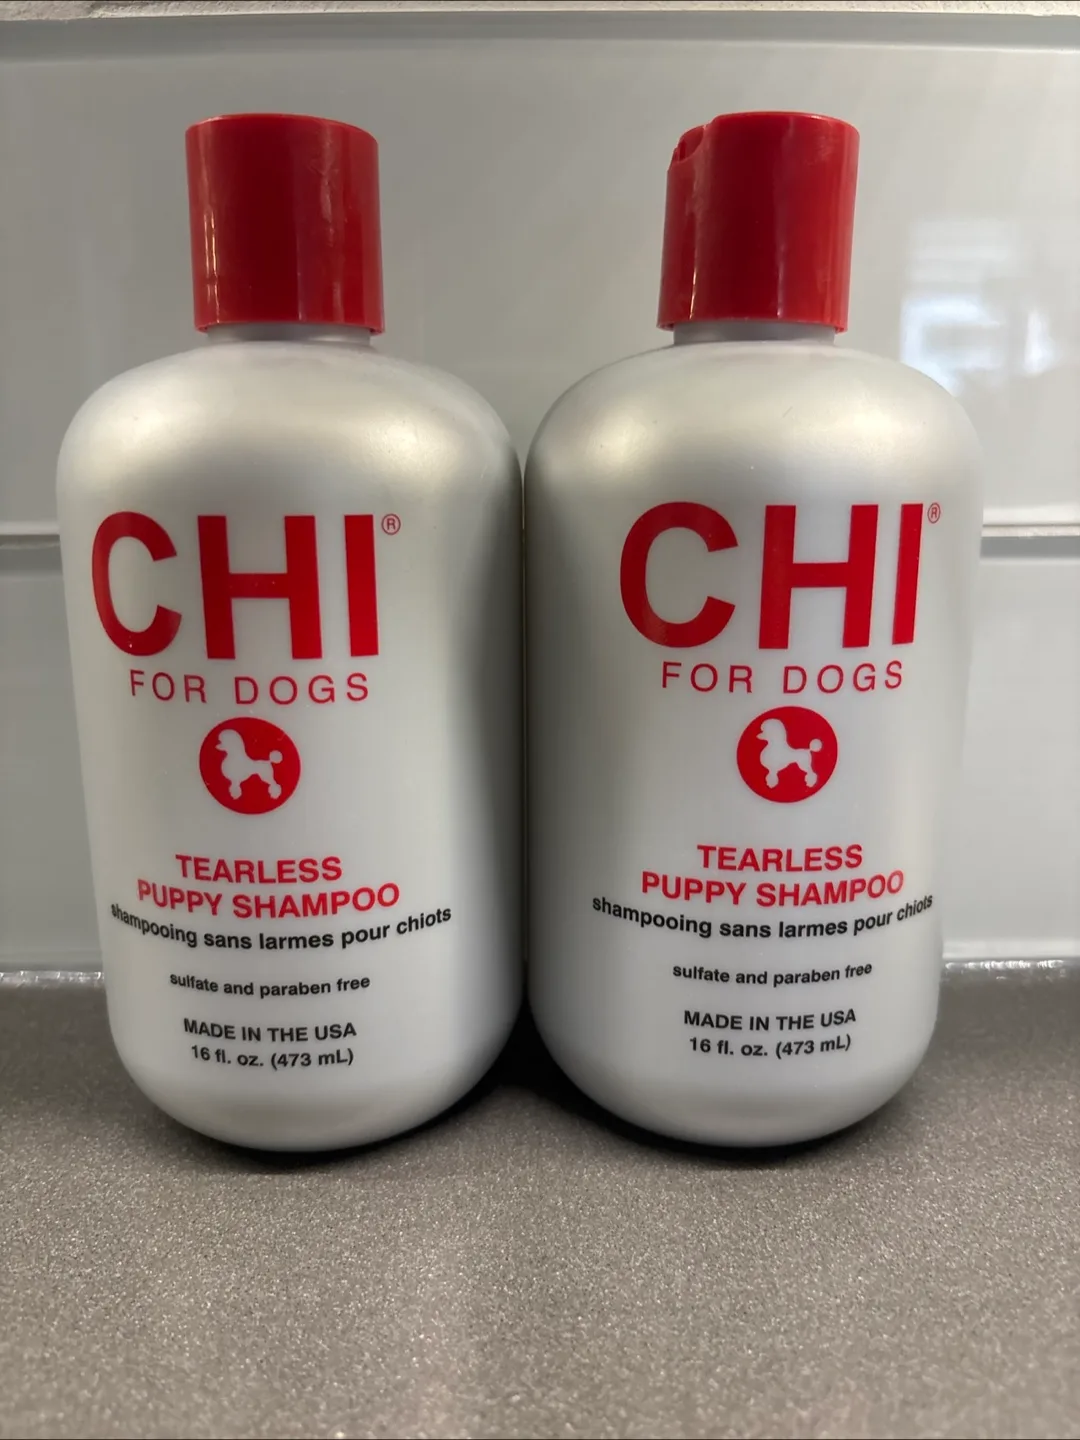 CHI®
FOR DOGS
TEARLESS
PUPPY SHAMPOO
shampooing sans larmes pour chiots
sulfate and paraben free
MADE IN THE USA
16 fl. oz. (473 mL)
CHI®
FOR DOGS
TEARLESS
PUPPY SHAMPOO
shampooing sans larmes pour chiots
sulfate and paraben free
MADE IN THE USA
16 fl. oz. (473 mL)